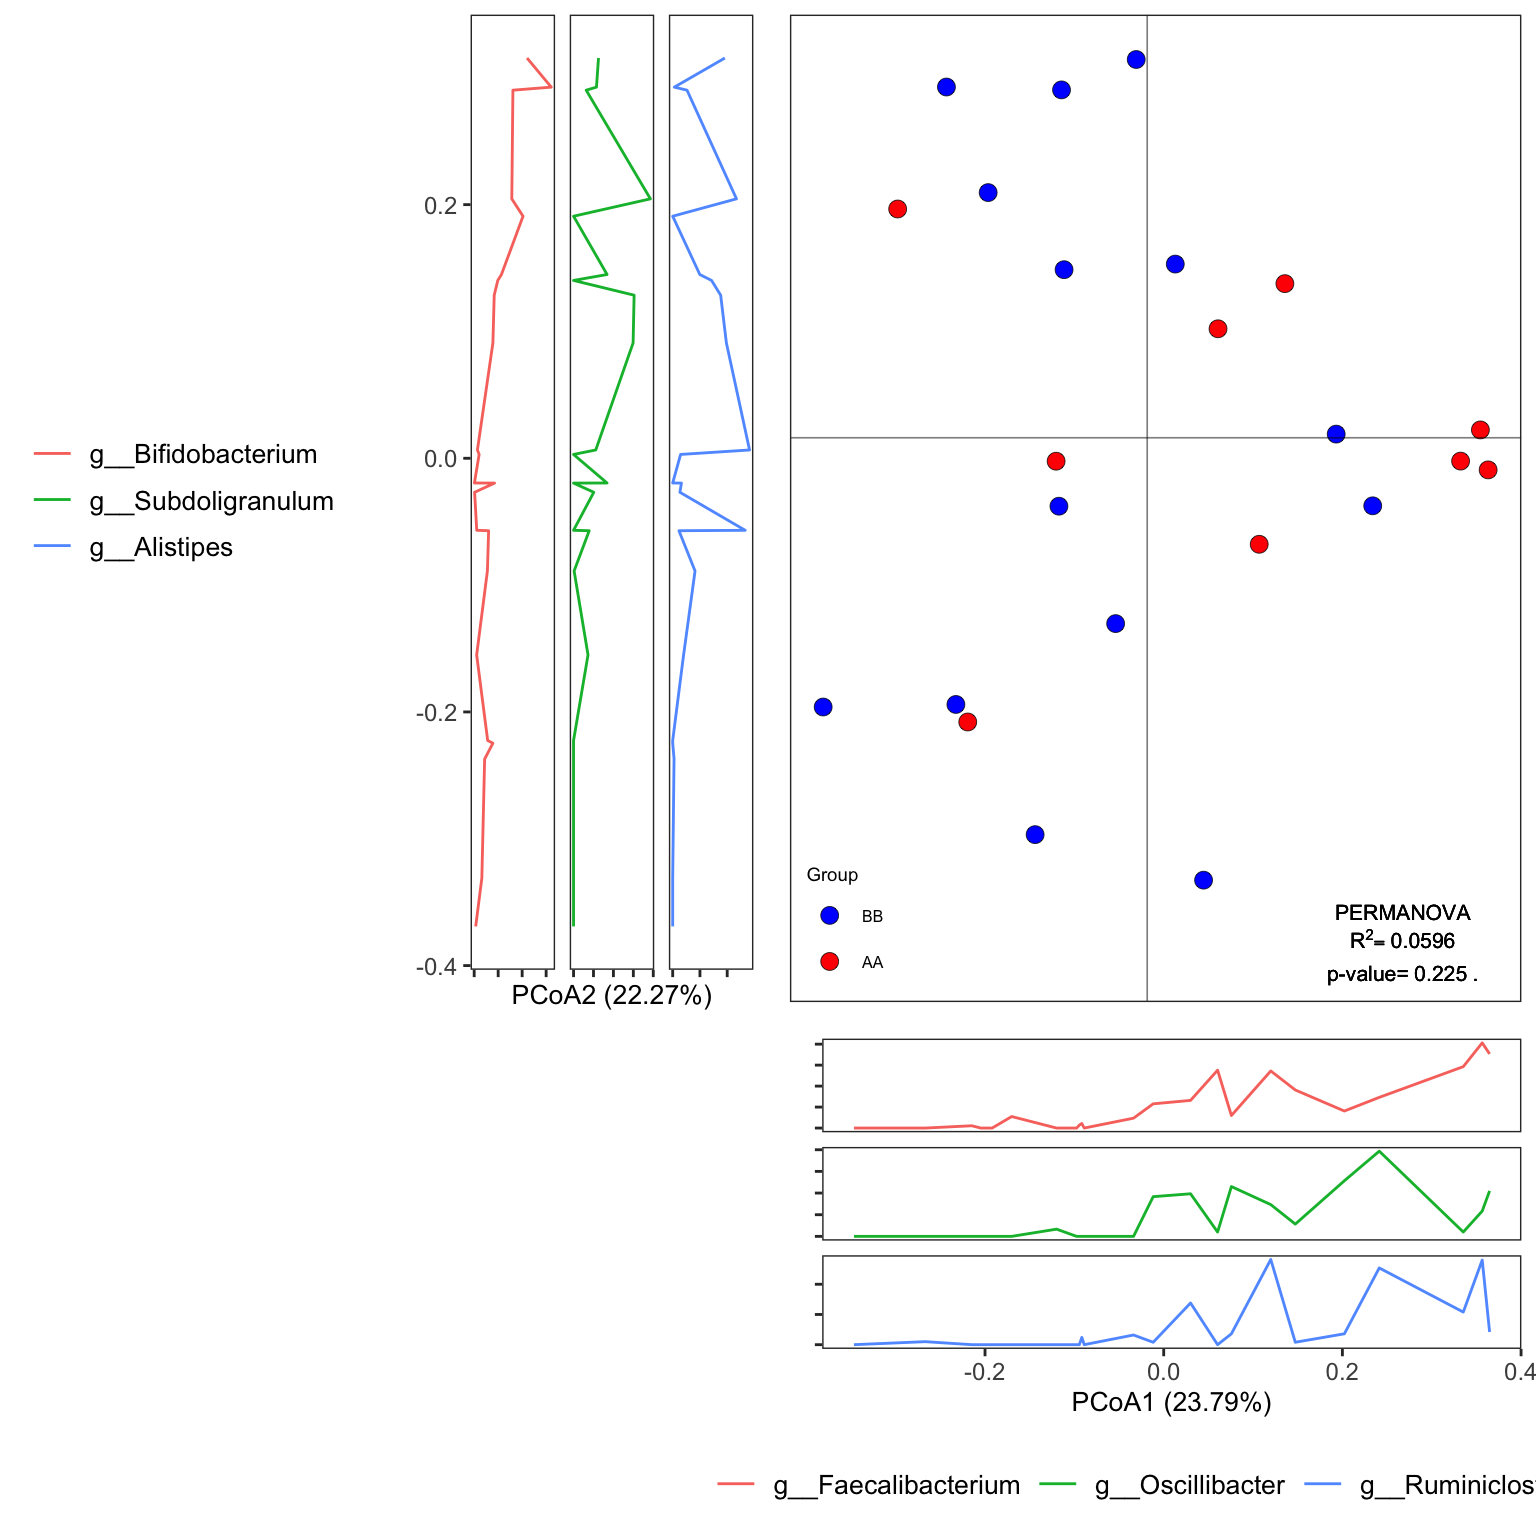 0.2
0.0
-0.2
-0.4
g__Bifidobacterium
g__Subdoligranulum
g__Alistipes
PCoA2 (22.27%)
Group
BB
AA
PERMANOVA
R²= 0.0596
p-value= 0.225 .
-0.2 0.0 0.2 0.4
PCoA1 (23.79%)
g__Faecalibacterium g__Oscillibacter g__Ruminiclos